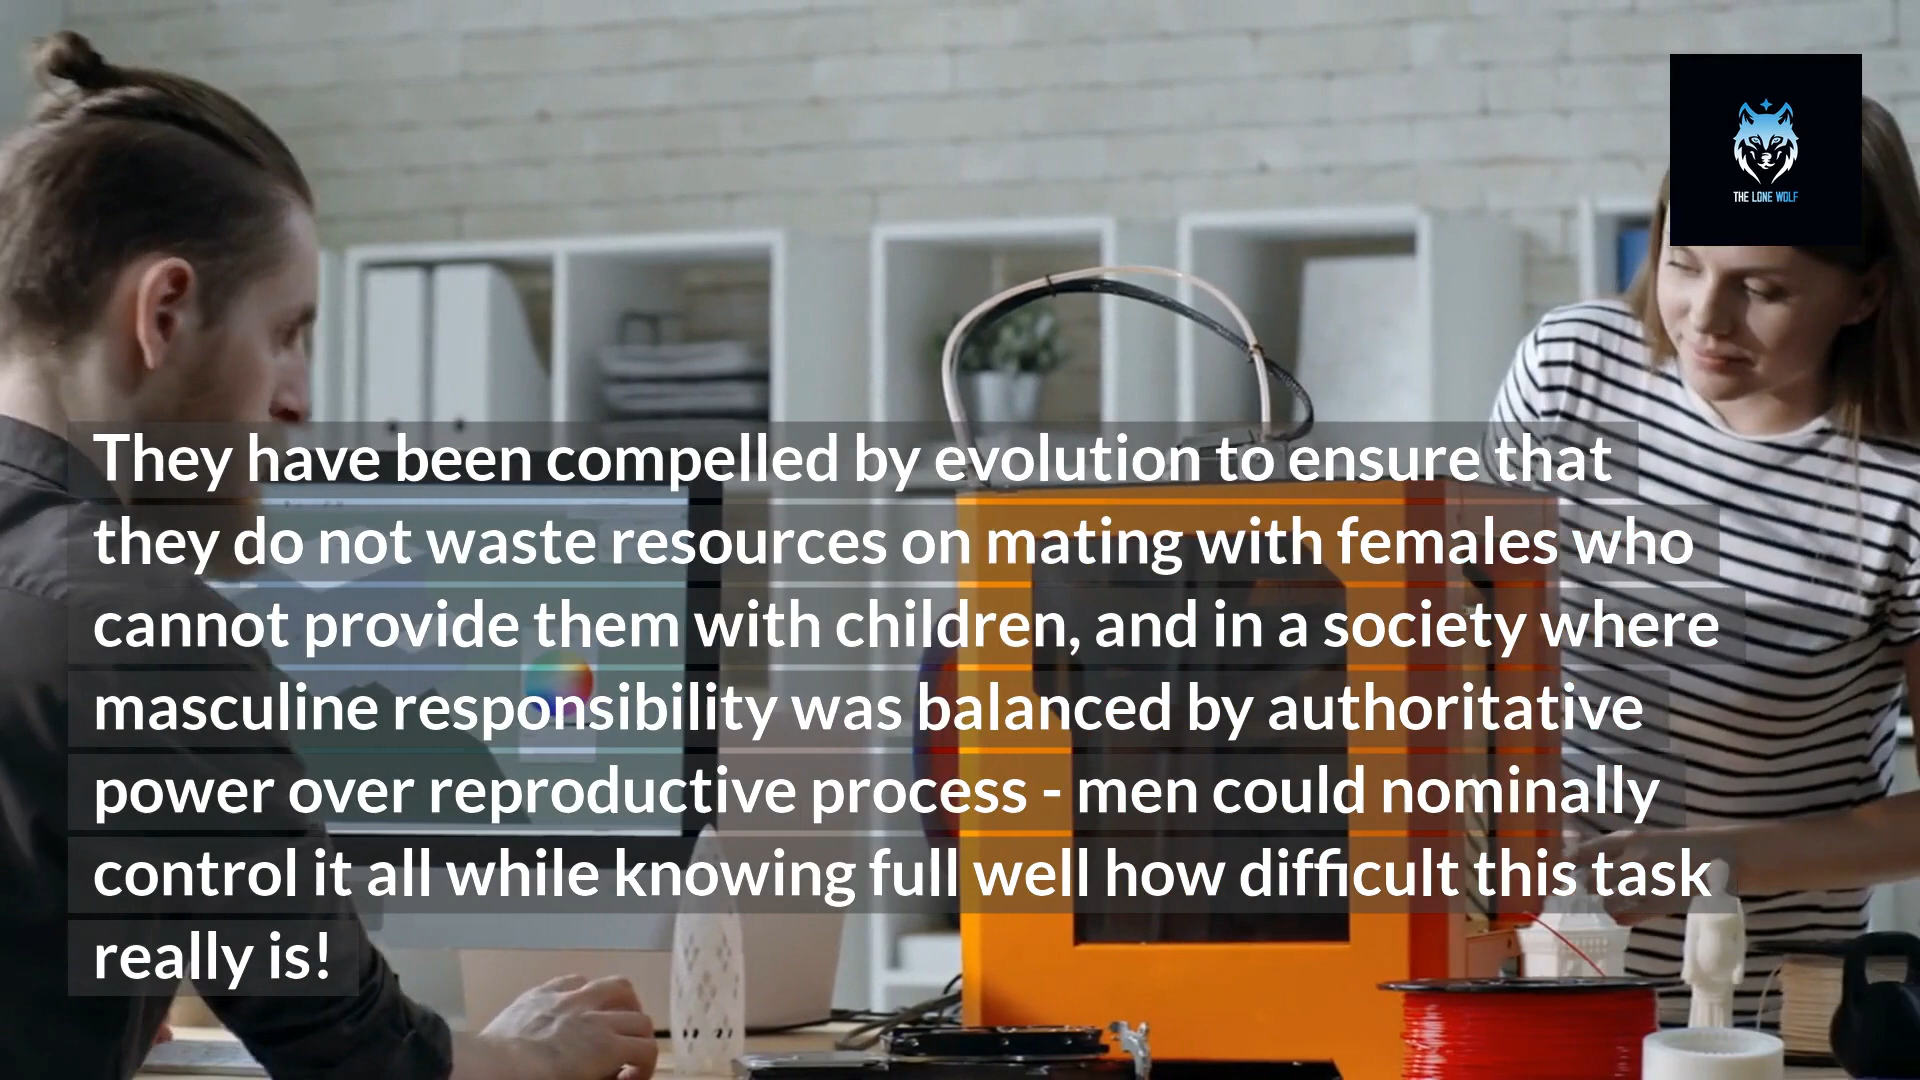 THE LONE WOLF
They have been compelled by evolution to ensure that
they do not waste resources on mating with females who
cannot provide them with children, and in a society where
masculine responsibility was balanced by authoritative
power over reproductive process - men could nominally
control it all while knowing full well how difficult this task
really is!